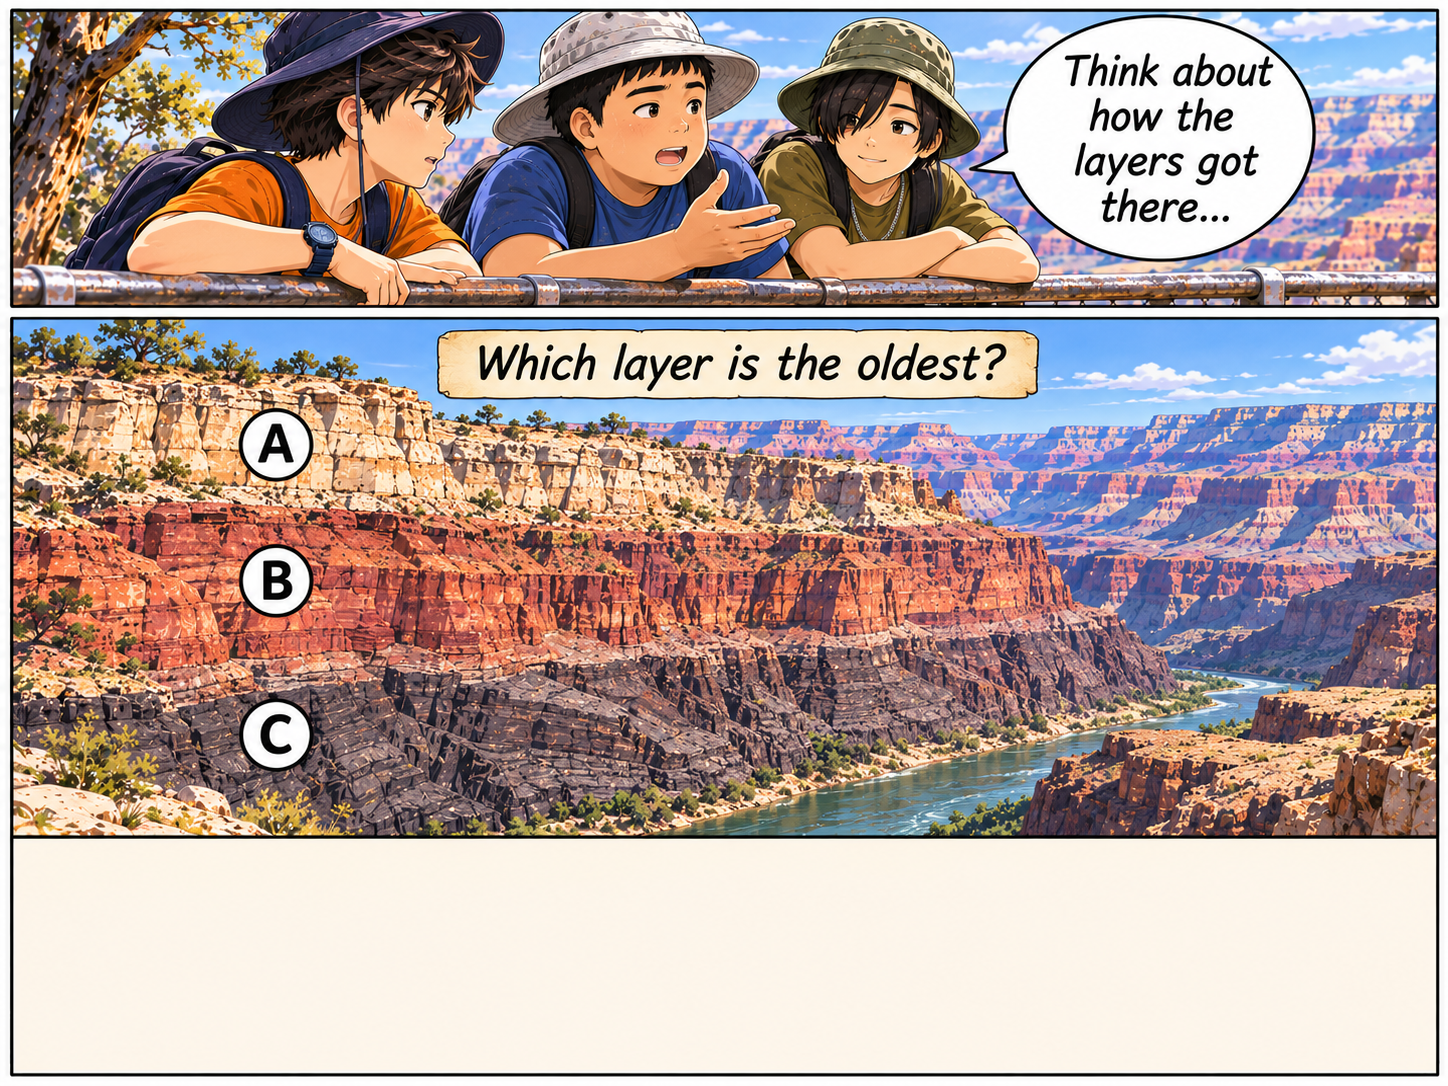 Think about
how the
layers got
there...
Which layer is the oldest?
A
B
C